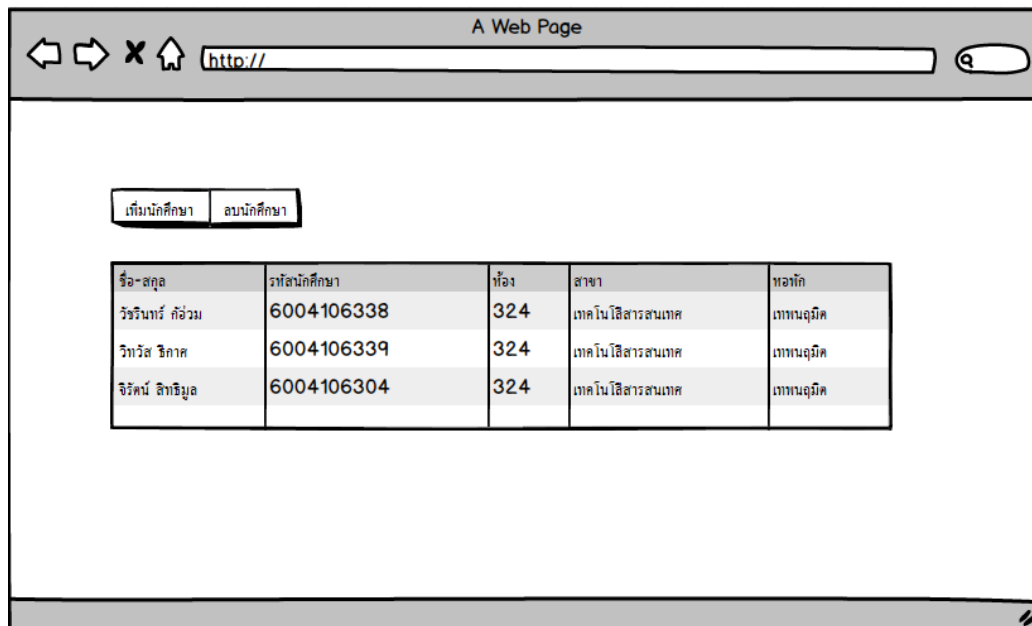 A Web Page
http://
เพิ่มนักศึกษา ลบนักศึกษา
ชื่อ-สกุล รหัสนักศึกษา ห้อง สาขา หอพัก
วัชรินทร์ กัอ่วม 6004106338 324 เทคโนโลีสารสนเทศ เทพนฤมิต
วิทวัส ธิกาศ 6004106339 324 เทคโนโลีสารสนเทศ เทพนฤมิต
จิรัตน์ สิทธิมูล 6004106304 324 เทคโนโลีสารสนเทศ เทพนฤมิต